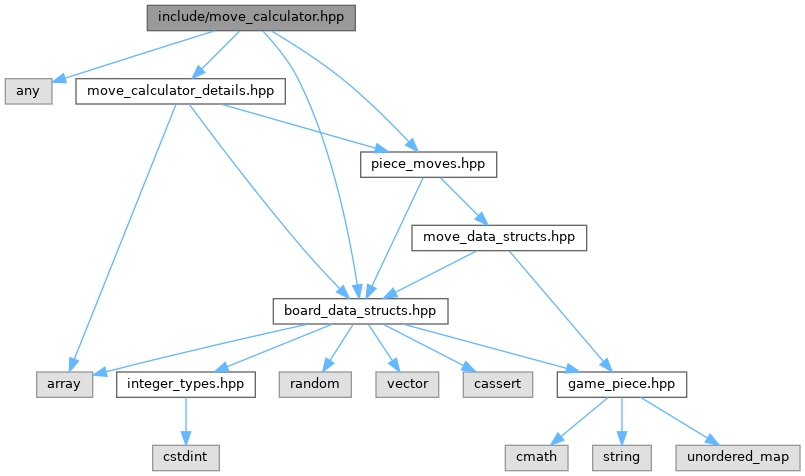 include/move_calculator.hpp
any
move_calculator_details.hpp
piece_moves.hpp
move_data_structs.hpp
board_data_structs.hpp
array
integer_types.hpp
random
vector
cassert
game_piece.hpp
cstdint
cmath
string
unordered_map